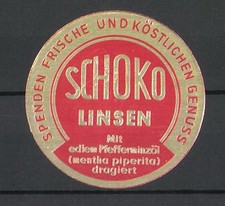 SPENDEN FRISCHE UND KÖSTLICHEN GENUSS
SCHOKO
LINSEN
Mit
edlem Pfefferminzöl
(mentha piperita)
dragiert